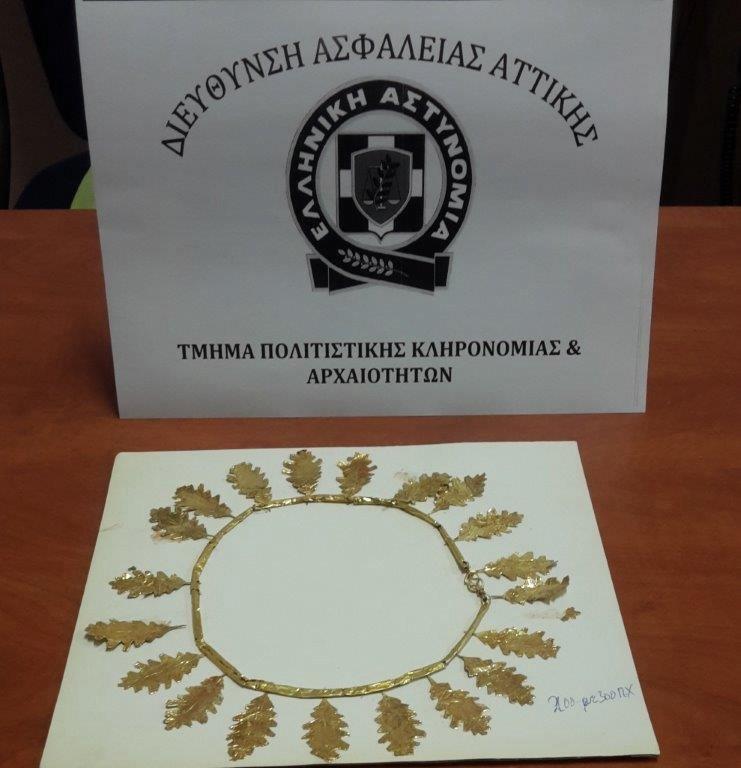 ΔΙΕΥΘΥΝΣΗ ΑΣΦΑΛΕΙΑΣ ΑΤΤΙΚΗΣ
ΕΛΛΗΝΙΚΗ ΑΣΤΥΝΟΜΙΑ
ΤΜΗΜΑ ΠΟΛΙΤΙΣΤΙΚΗΣ ΚΛΗΡΟΝΟΜΙΑΣ &
ΑΡΧΑΙΟΤΗΤΩΝ